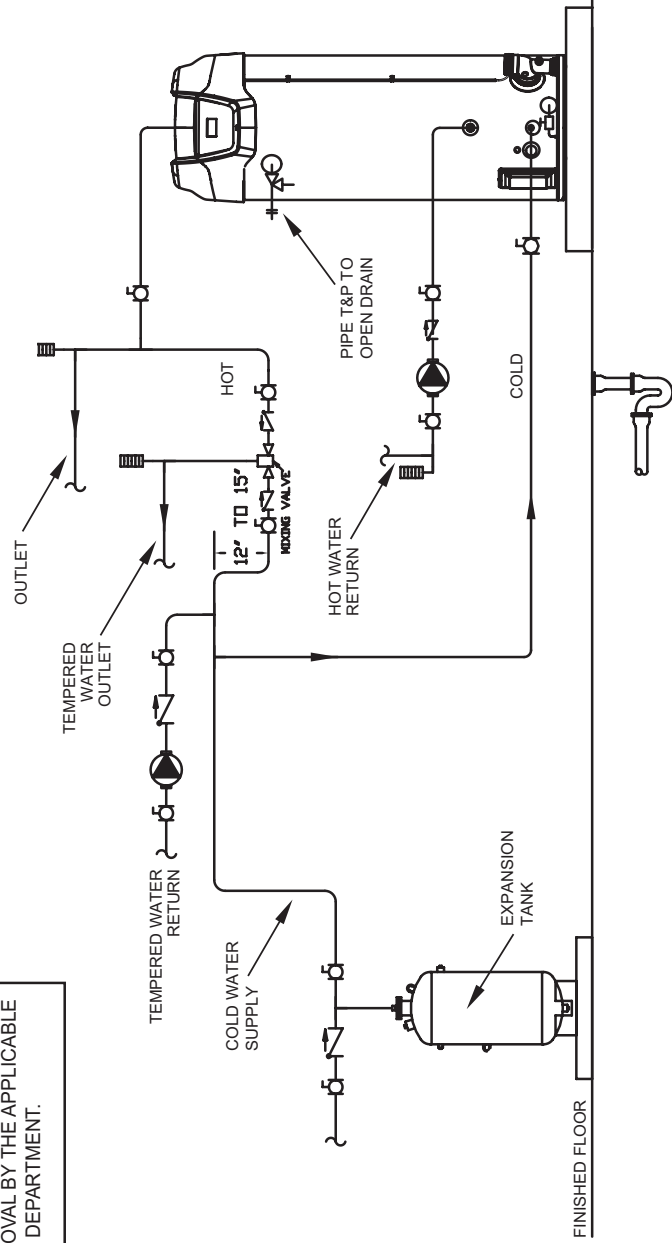 OVAL BY THE APPLICABLE
DEPARTMENT.
OUTLET
TEMPERED
WATER
OUTLET
HOT
12" TO 15"
MIXING VALVE
PIPE T&P TO
OPEN DRAIN
TEMPERED WATER
RETURN
HOT WATER
RETURN
COLD
COLD WATER
SUPPLY
EXPANSION
TANK
FINISHED FLOOR